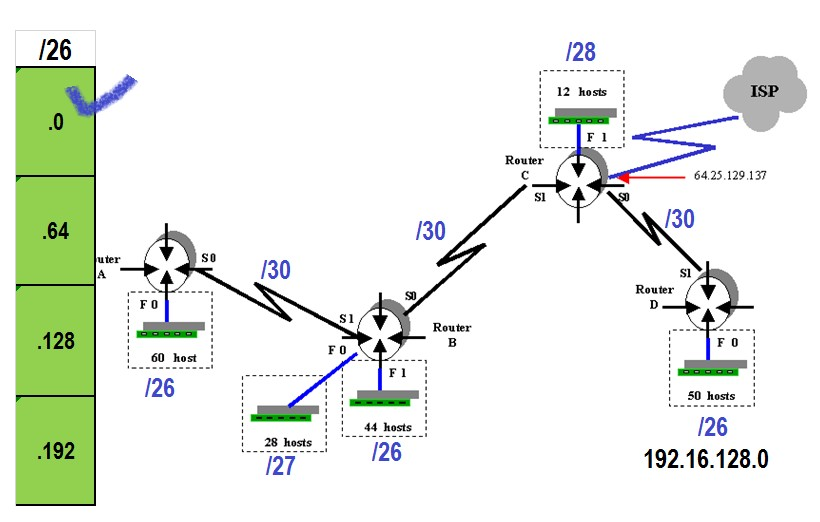 /26
.0
.64
.128
.192
outer
A
S0
F 0
60 host
/26
/30
S1
F 0
S0
Router
B
F 1
28 hosts
/27
44 hosts
/26
/30
/28
12 hosts
F 1
Router
C
S1
S0
ISP
64.25.129.137
/30
S1
Router
D
F 0
50 hosts
/26
192.16.128.0